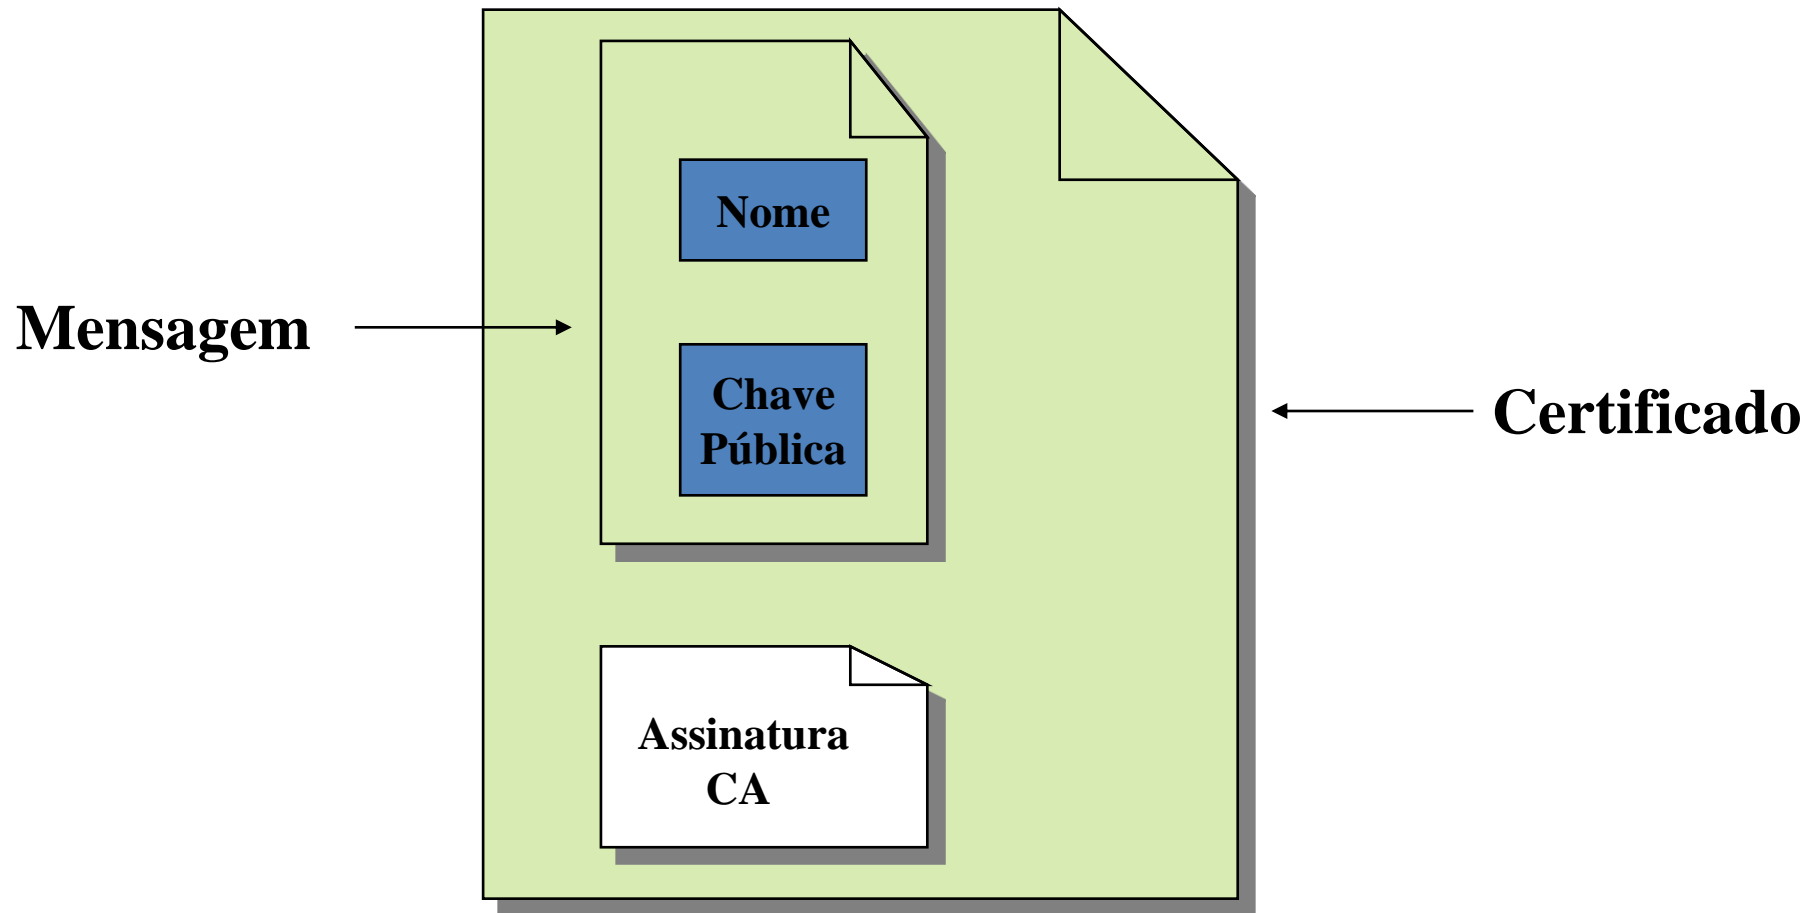 Nome
Mensagem
Chave
Pública
Certificado
Assinatura
CA